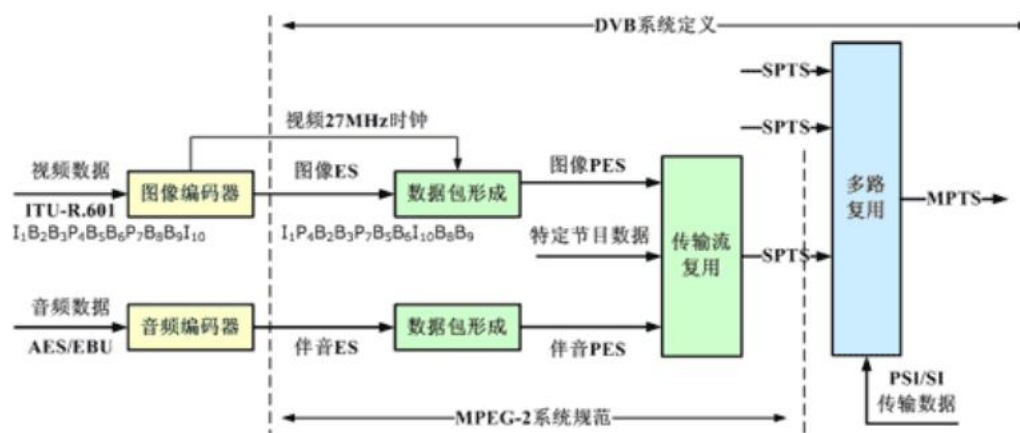 DVB系统定义
SPTS
视频27MHz时钟
SPTS
视频数据
图像编码器
图像ES
数据包形成
图像PES
多路
复用
MPTS
ITU-R.601
I₁B₂B₃P₄B₅B₆P₇B₈B₉I₁₀
I₁P₄B₂B₃P₇B₅B₆I₁₀B₈B₉
特定节目数据
传输流
复用
SPTS
音频数据
音频编码器
数据包形成
AES/EBU
伴音ES
伴音PES
PSI/SI
传输数据
MPEG-2系统规范